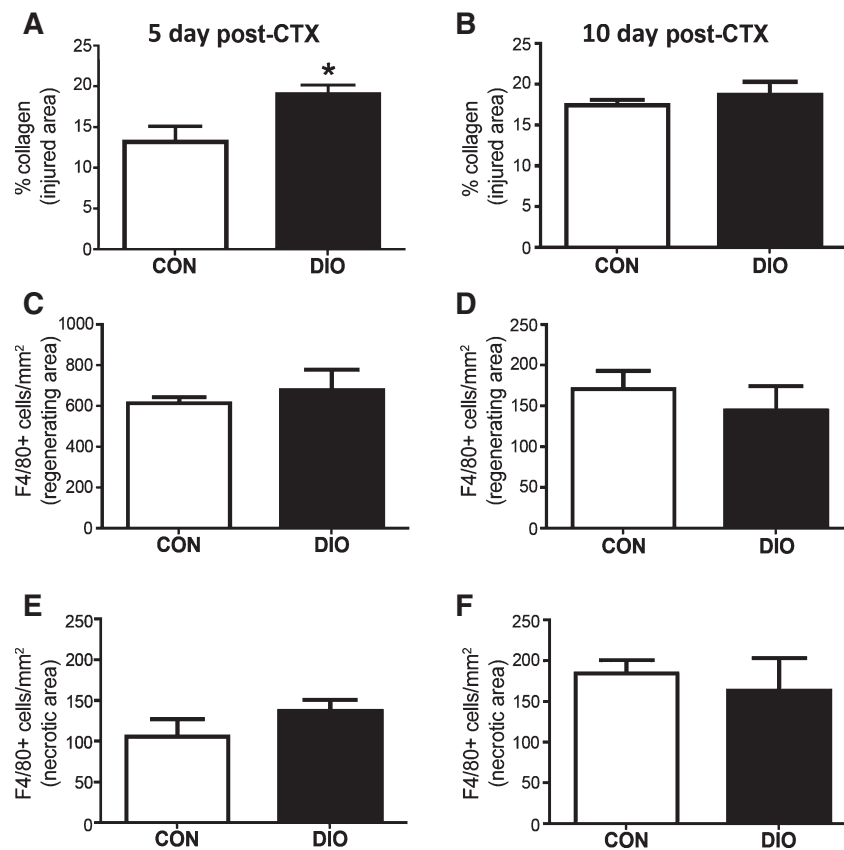 A
5 day post-CTX
% collagen
(injured area)
25
20
15
10
5
0
*
CON
DIO
B
10 day post-CTX
% collagen
(injured area)
25
20
15
10
5
0
CON
DIO
C
F4/80+ cells/mm²
(regenerating area)
1000
800
600
400
200
0
CON
DIO
D
F4/80+ cells/mm²
(regenerating area)
250
200
150
100
50
0
CON
DIO
E
F4/80+ cells/mm²
(necrotic area)
250
200
150
100
50
0
CON
DIO
F
F4/80+ cells/mm²
(necrotic area)
250
200
150
100
50
0
CON
DIO